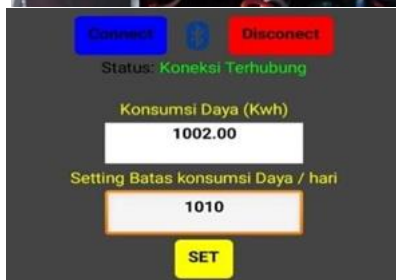 Connect Disconect
Status: Koneksi Terhubung
Konsumsi Daya (Kwh)
1002.00
Setting Batas konsumsi Daya / hari
1010
SET